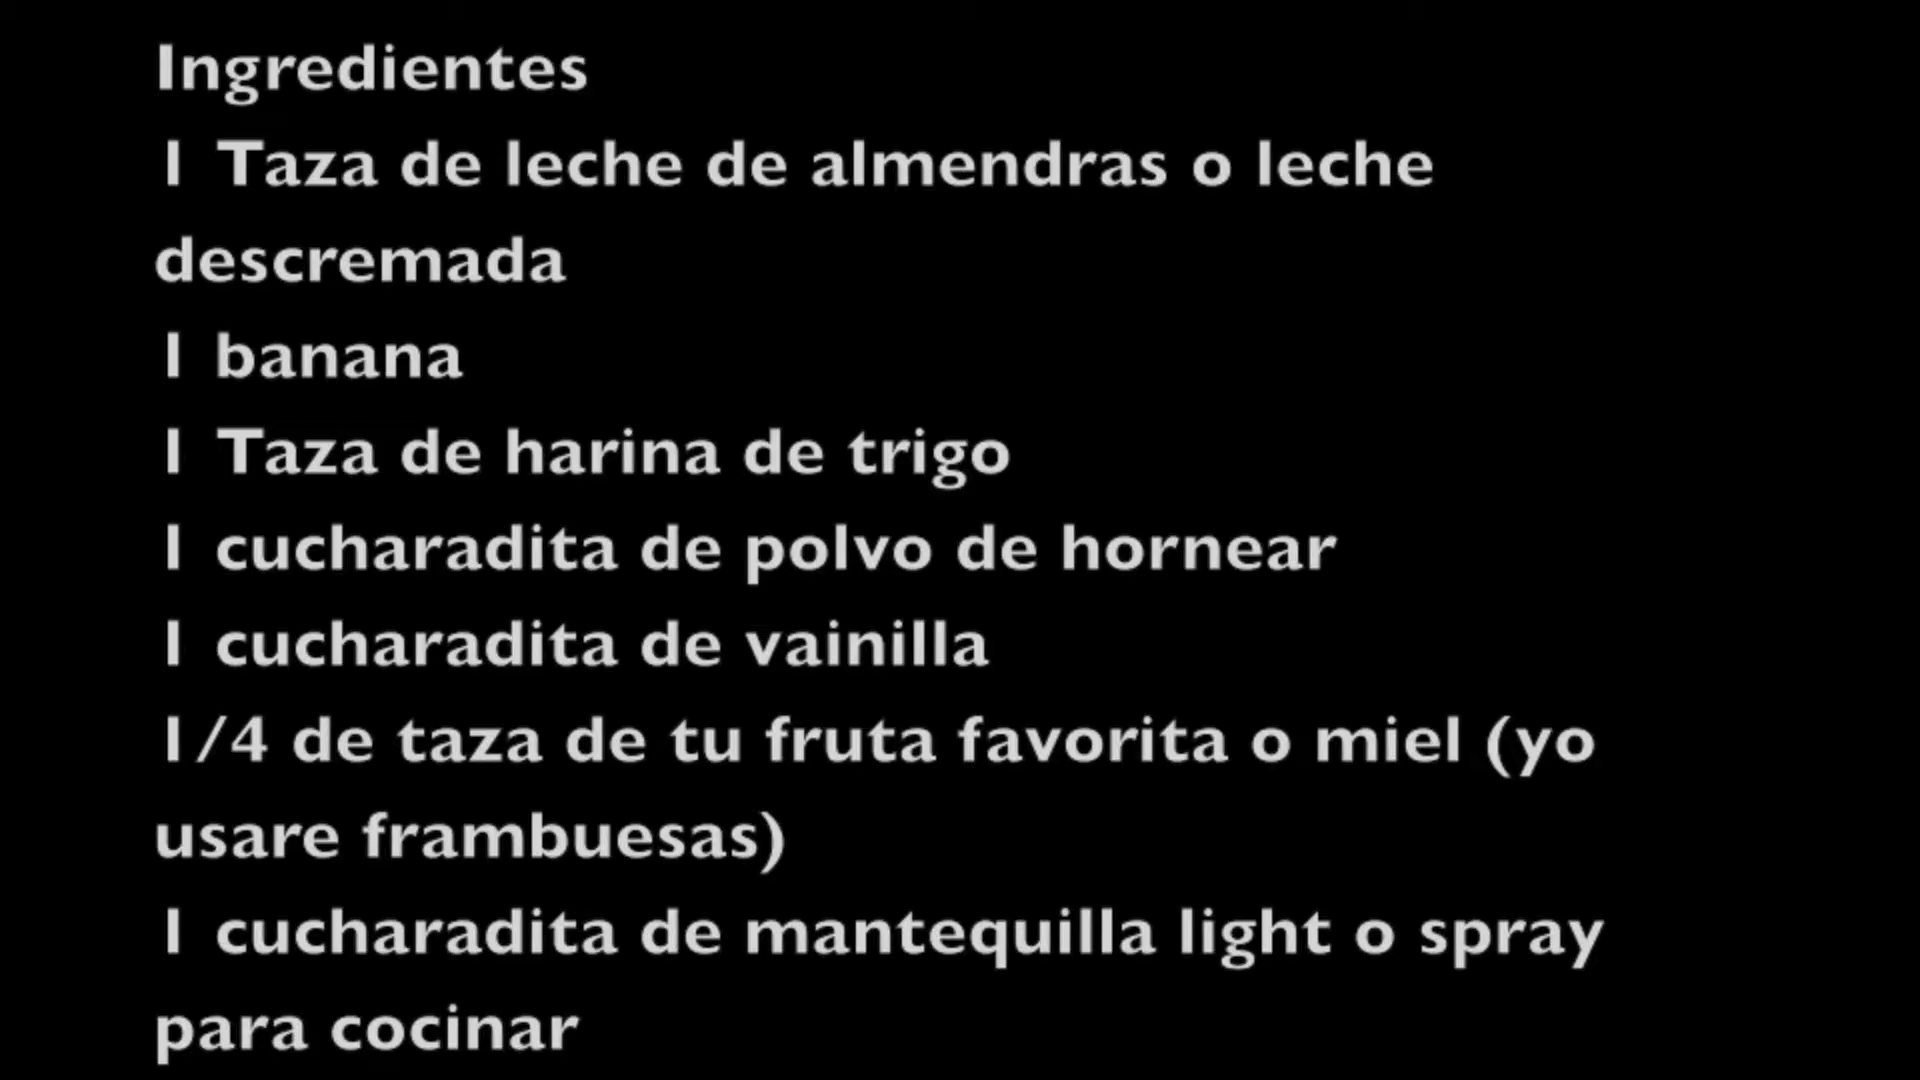 Ingredientes
1 Taza de leche de almendras o leche
descremada
1 banana
1 Taza de harina de trigo
1 cucharadita de polvo de hornear
1 cucharadita de vainilla
1/4 de taza de tu fruta favorita o miel (yo
usare frambuesas)
1 cucharadita de mantequilla light o spray
para cocinar